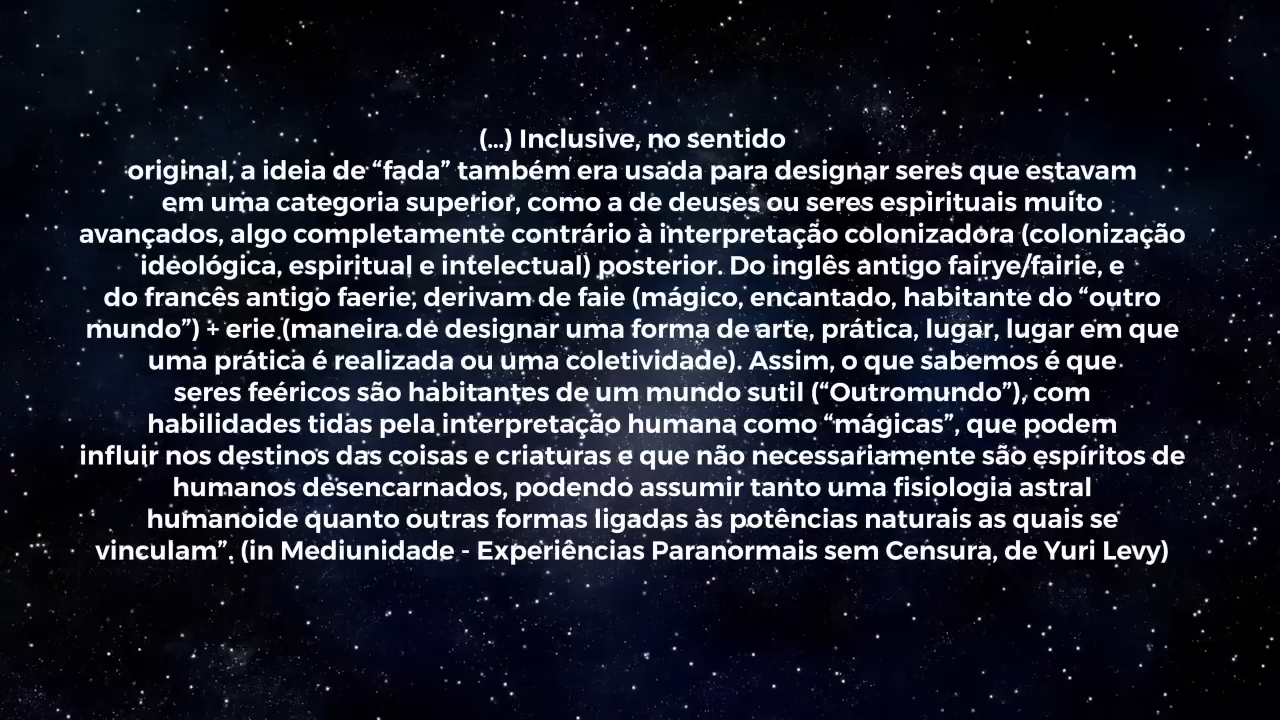 (...) Inclusive, no sentido
original, a ideia de “fada” também era usada para designar seres que estavam
em uma categoria superior, como a de deuses ou seres espirituais muito
avançados, algo completamente contrário à interpretação colonizadora (colonização
ideológica, espiritual e intelectual) posterior. Do inglês antigo fairye/fairie, e
do francês antigo faerie; derivam de faie (mágico, encantado, habitante do “outro
mundo”) + erie (maneira de designar uma forma de arte, prática, lugar, lugar em que
uma prática é realizada ou uma coletividade). Assim, o que sabemos é que
seres feéricos são habitantes de um mundo sutil (“Outromundo”), com
habilidades tidas pela interpretação humana como “mágicas”, que podem
influir nos destinos das coisas e criaturas e que não necessariamente são espíritos de
humanos desencarnados, podendo assumir tanto uma fisiologia astral
humanoide quanto outras formas ligadas às potências naturais as quais se
vinculam”. (in Mediunidade - Experiências Paranormais sem Censura, de Yuri Levy)